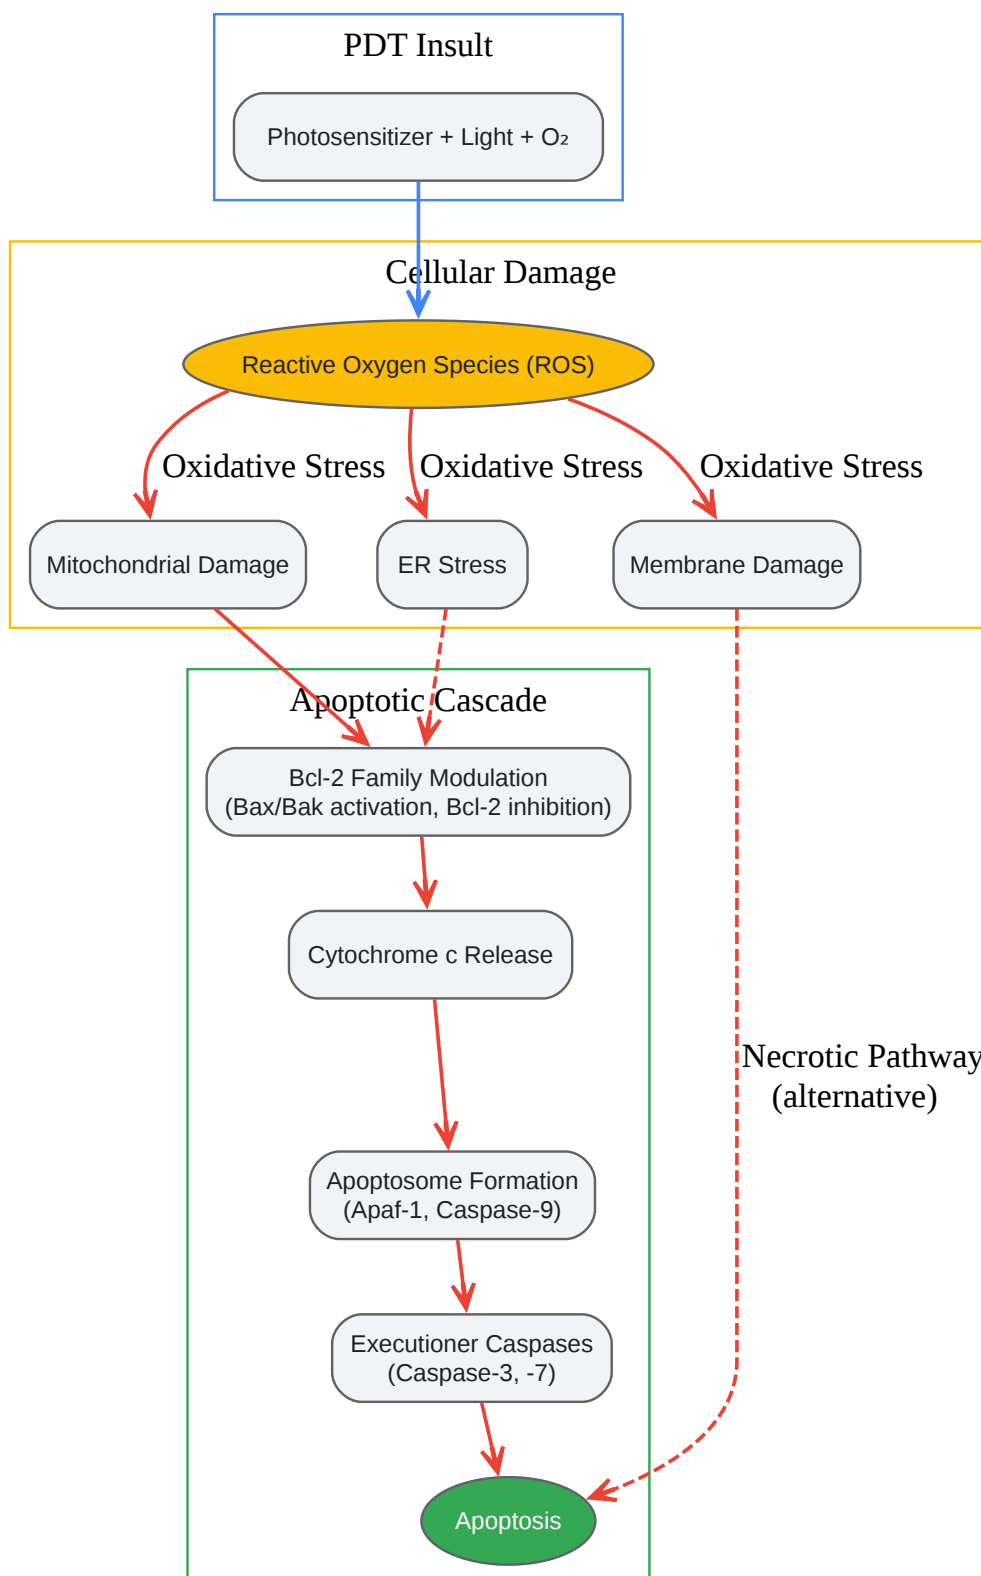 PDT Insult
Photosensitizer + Light + O₂
Cellular Damage
Reactive Oxygen Species (ROS)
Oxidative Stress
Oxidative Stress
Oxidative Stress
Mitochondrial Damage
ER Stress
Membrane Damage
Apoptotic Cascade
Bcl-2 Family Modulation
(Bax/Bak activation, Bcl-2 inhibition)
Cytochrome c Release
Necrotic Pathway
(alternative)
Apoptosome Formation
(Apaf-1, Caspase-9)
Executioner Caspases
(Caspase-3, -7)
Apoptosis